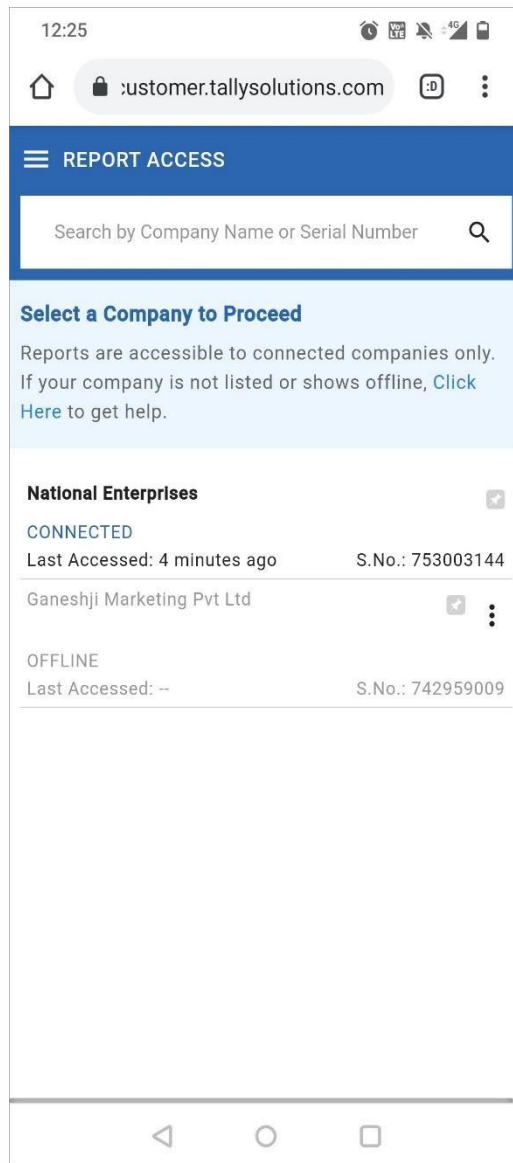 12:25
VoD LTE 4G
:ustomer.tallysolutions.com :D
REPORT ACCESS
Search by Company Name or Serial Number
Select a Company to Proceed
Reports are accessible to connected companies only.
If your company is not listed or shows offline, Click
Here to get help.
National Enterprises
CONNECTED
Last Accessed: 4 minutes ago S.No.: 753003144
Ganeshji Marketing Pvt Ltd
OFFLINE
Last Accessed: -- S.No.: 742959009